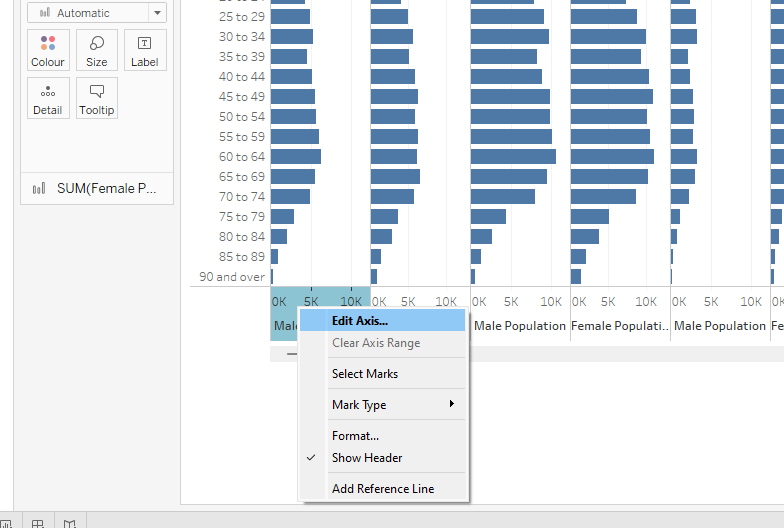 Automatic
Colour
Size
Label
Detail
Tooltip
SUM(Female P...
25 to 29
30 to 34
35 to 39
40 to 44
45 to 49
50 to 54
55 to 59
60 to 64
65 to 69
70 to 74
75 to 79
80 to 84
85 to 89
90 and over
0K 5K 10K 0K 5K 10K 0K 5K 10K 0K 5K 10K 0K 5K 10K 0K
Male Population Female Populati.. Male Population Fe
Edit Axis...
Clear Axis Range
Select Marks
Mark Type
Format...
Show Header
Add Reference Line